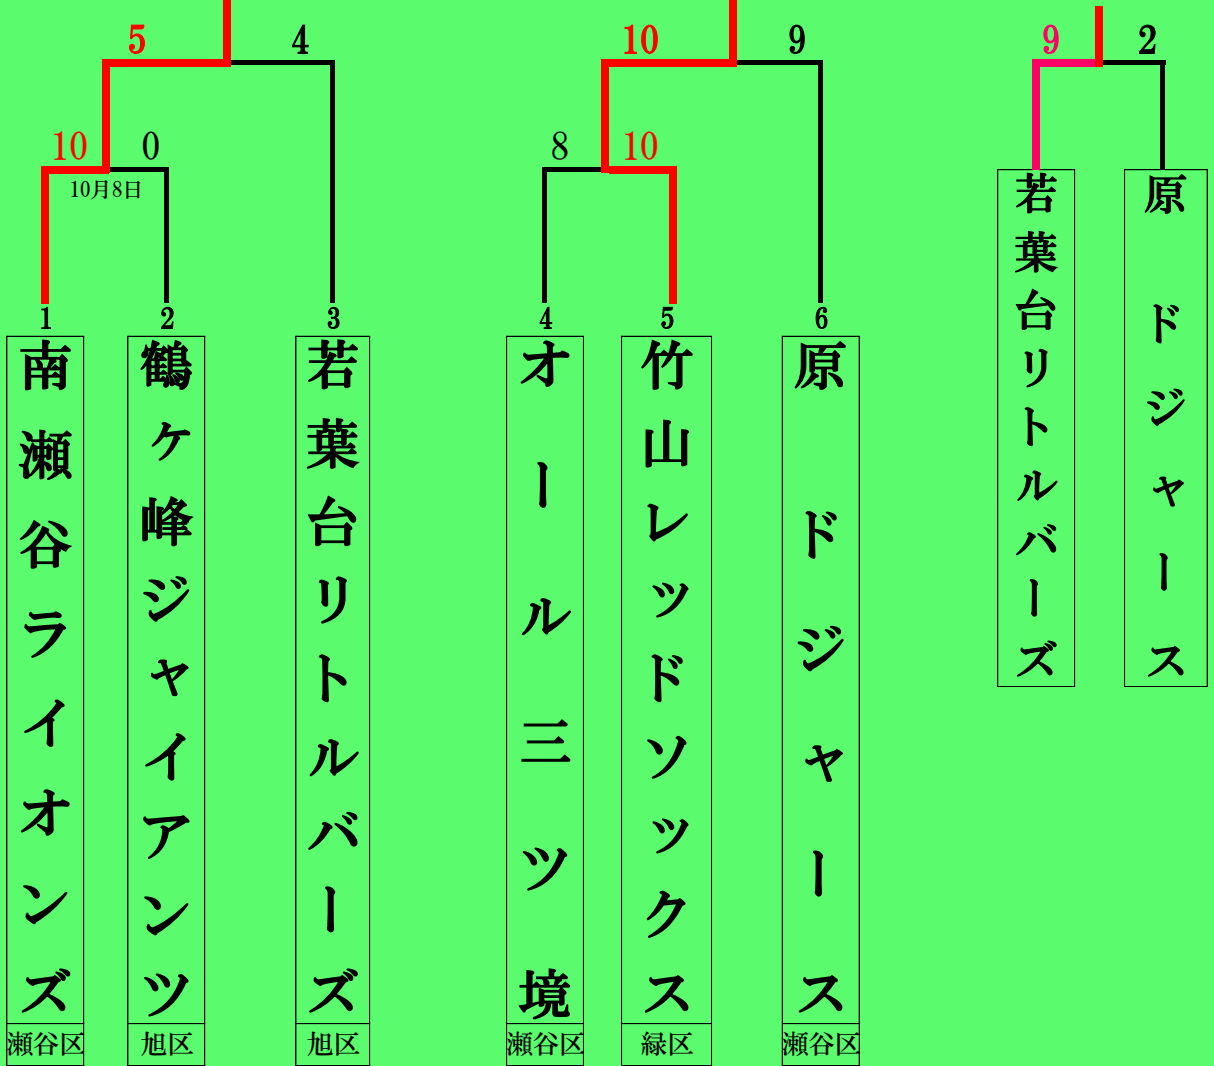 5
4
10
9
9
2
10
0
8
10
10月8日
若葉台リトルバーズ
原 ドジャース
1
2
3
4
5
6
南瀬谷ライオンズ
鶴ヶ峰ジャイアンツ
若葉台リトルバーズ
オール三ツ境
竹山レッドソックス
原 ドジャース
瀬谷区
旭区
旭区
瀬谷区
緑区
瀬谷区